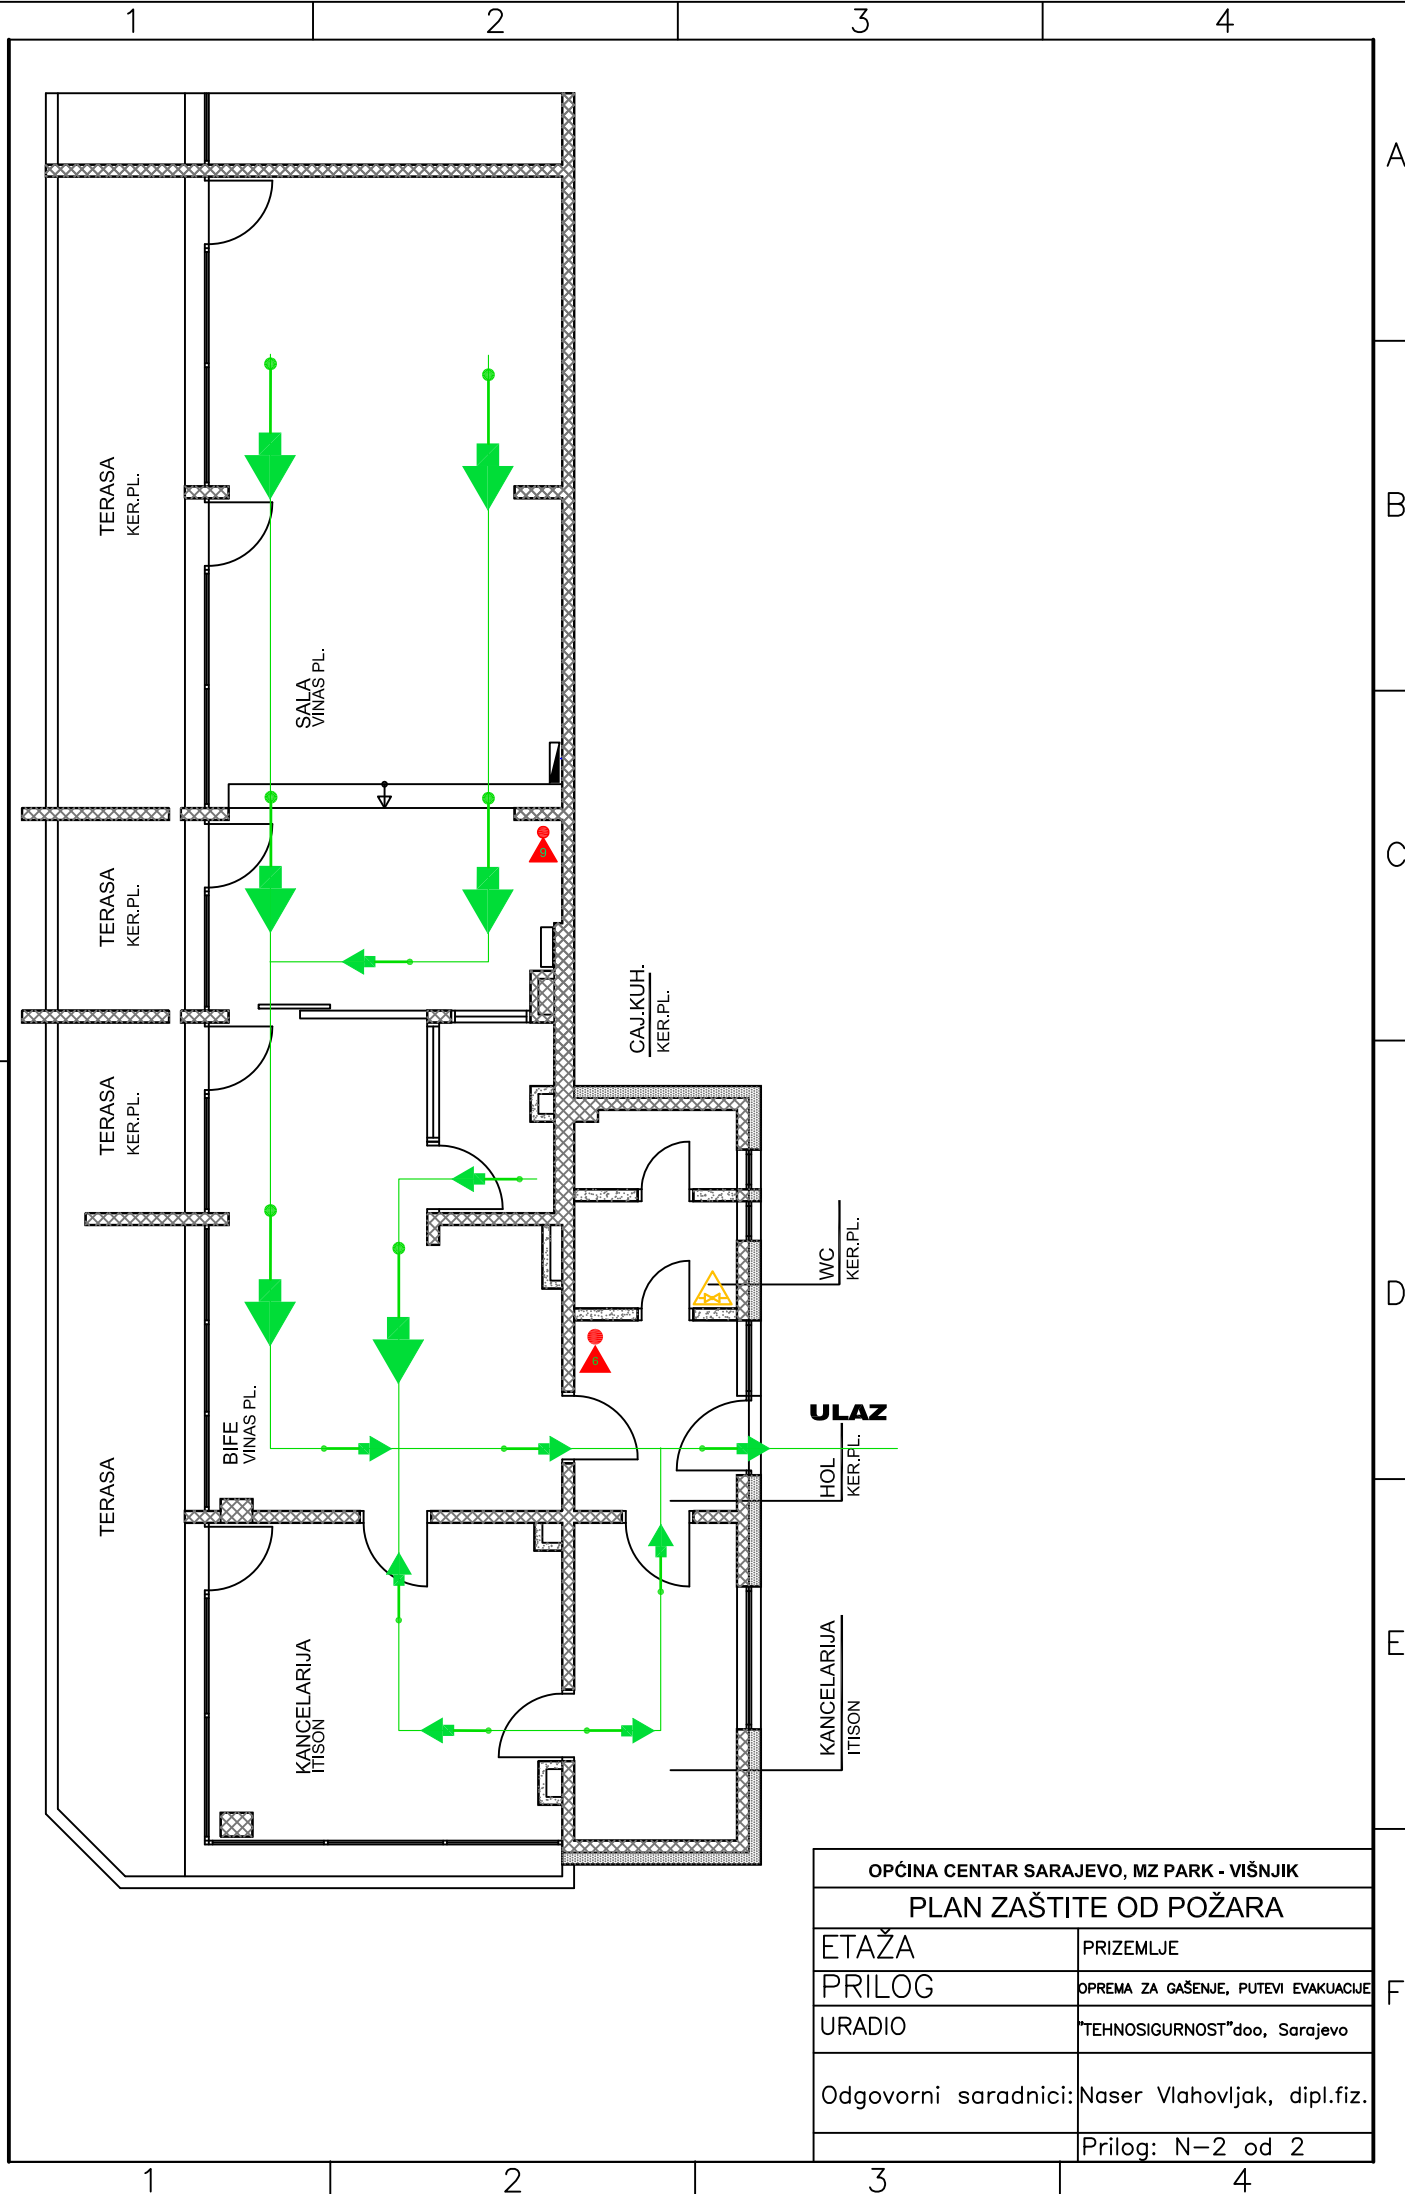 1 2 3 4
A
B
C
D
E
F
TERASA
KER.PL.
SALA
VINAS PL.
TERASA
KER.PL.
9
CAJ.KUH.
KER.PL.
TERASA
KER.PL.
WC
KER.PL.
6
BIFE
VINAS PL.
ULAZ
HOL
KER.PL.
TERASA
KANCELARIJA
ITISON
KANCELARIJA
ITISON
OPĆINA CENTAR SARAJEVO, MZ PARK - VIŠNJIK
PLAN ZAŠTITE OD POŽARA
ETAŽA PRIZEMLJE
PRILOG OPREMA ZA GAŠENJE, PUTEVI EVAKUACIJE
URADIO "TEHNOSIGURNOST"doo, Sarajevo
Odgovorni saradnici: Naser Vlahovljak, dipl.fiz.
Prilog: N-2 od 2
1 2 3 4